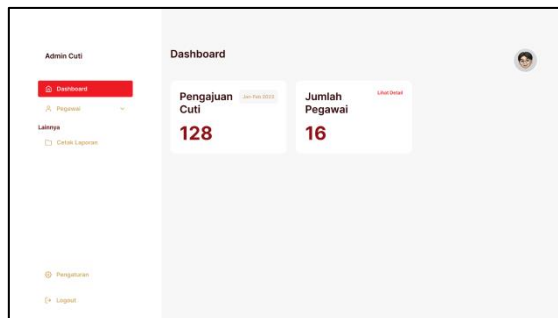 Admin Cuti
Dashboard
Pegawai
Lainnya
Cetak Laporan
Pengaturan
Logout
Dashboard
Pengajuan
Cuti
128
Jumlah
Pegawai
Lihat Detail
16